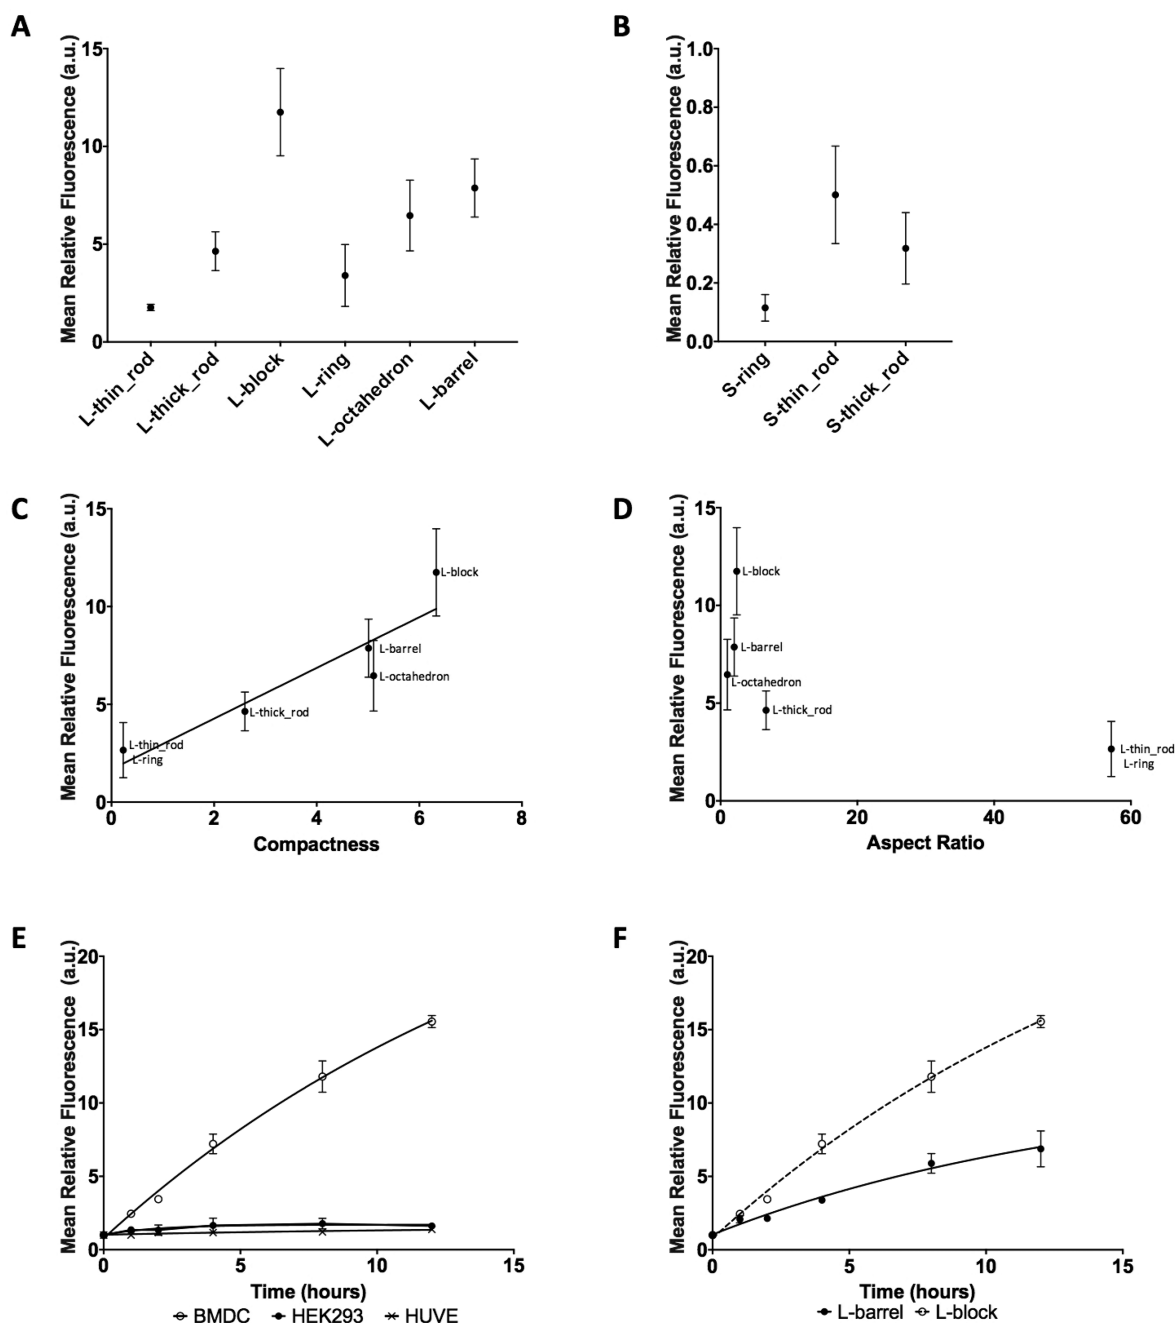 A
Mean Relative Fluorescence (a.u.)
15
10
5
0
L-thin_rod
L-thick_rod
L-block
L-ring
L-octahedron
L-barrel
B
Mean Relative Fluorescence (a.u.)
1.0
0.8
0.6
0.4
0.2
0.0
S-ring
S-thin_rod
S-thick_rod
C
Mean Relative Fluorescence (a.u.)
15
10
5
0
L-block
L-barrel
L-octahedron
L-thick_rod
L-thin_rod
L-ring
0 2 4 6 8
Compactness
D
Mean Relative Fluorescence (a.u.)
15
10
5
0
L-block
L-barrel
L-octahedron
L-thick_rod
L-thin_rod
L-ring
0 20 40 60
Aspect Ratio
E
Mean Relative Fluorescence (a.u.)
20
15
10
5
0
0 5 10 15
Time (hours)
BMDC HEK293 HUVE
F
Mean Relative Fluorescence (a.u.)
20
15
10
5
0
0 5 10 15
Time (hours)
L-barrel L-block